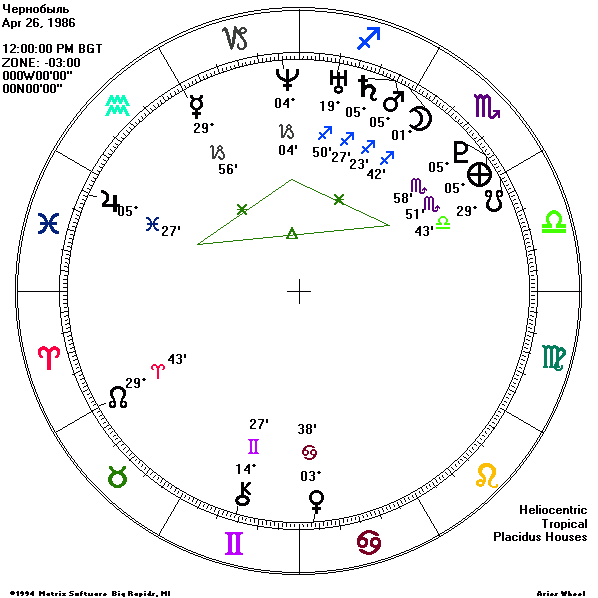 Чернобыль
Apr 26, 1986
12:00:00 PM BGT
ZONE: -03:00
000W00'00"
00N00'00"
29° 56'
04° 04'
19° 50'
05° 27'
05° 23'
01° 42'
05° 58'
05° 51'
29° 43'
05° 27'
29° 43'
27'
14°
38'
03°
Heliocentric
Tropical
Placidus Houses
©1994 Matrix Software Big Rapids, MI
Aries Wheel